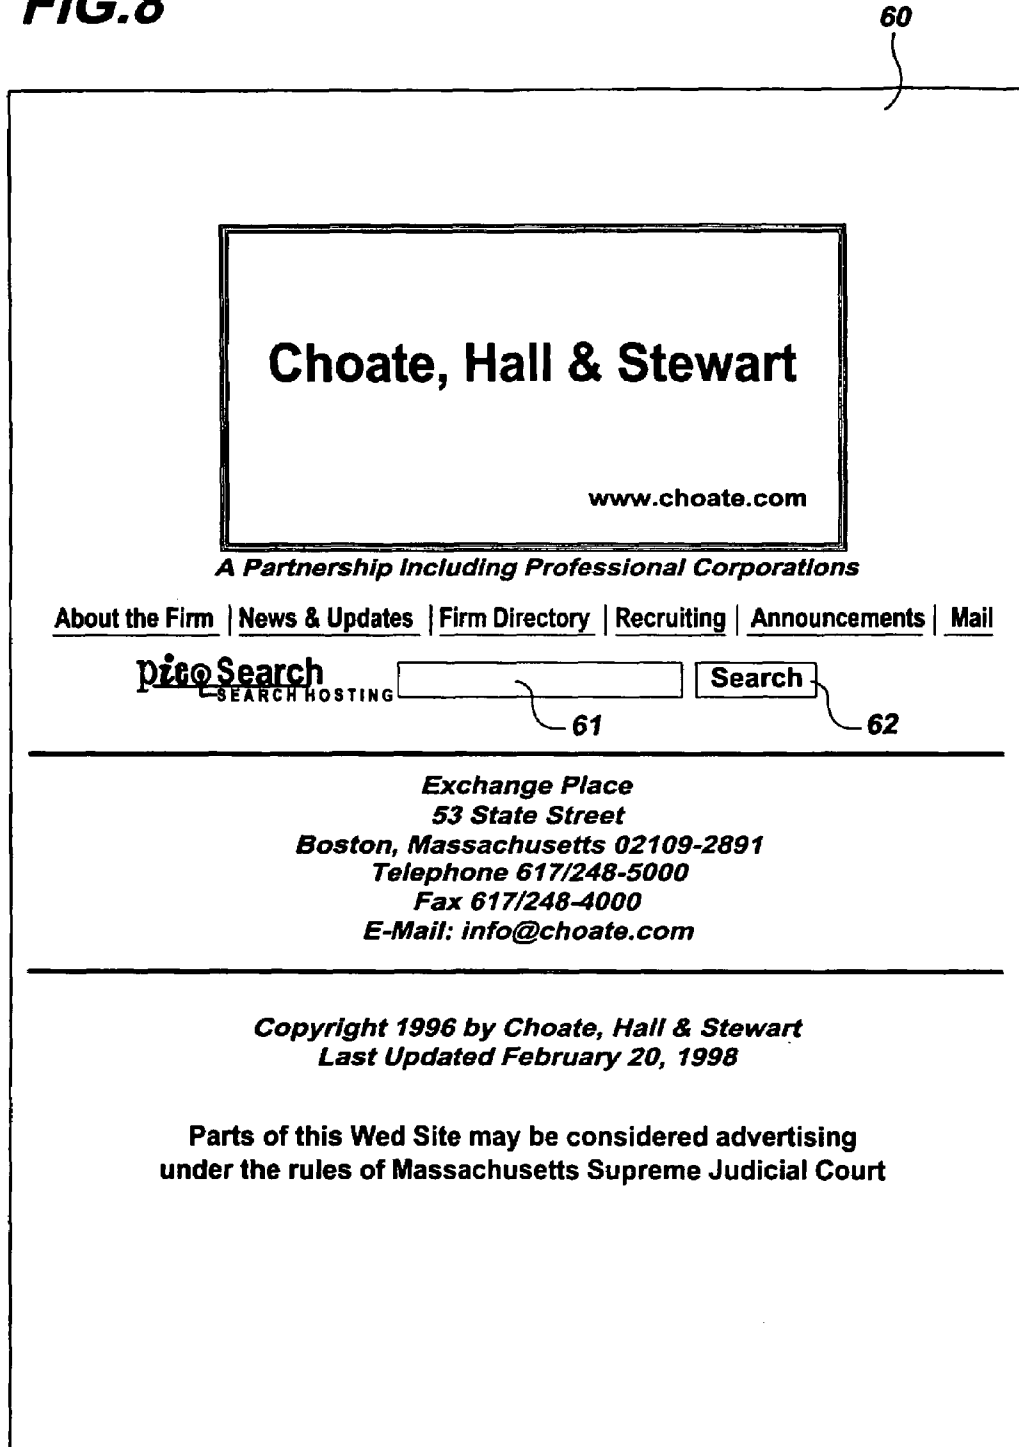 FIG.8
60
Choate, Hall & Stewart
www.choate.com
A Partnership Including Professional Corporations
About the Firm | News & Updates | Firm Directory | Recruiting | Announcements | Mail
pico Search
SEARCH HOSTING
Search
61
62
Exchange Place
53 State Street
Boston, Massachusetts 02109-2891
Telephone 617/248-5000
Fax 617/248-4000
E-Mail: info@choate.com
Copyright 1996 by Choate, Hall & Stewart
Last Updated February 20, 1998
Parts of this Wed Site may be considered advertising
under the rules of Massachusetts Supreme Judicial Court